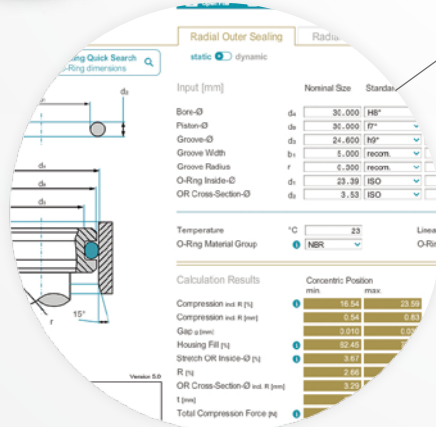 Radial Outer Sealing
Radia
static dynamic
Quick Search
O-Ring dimensions
Input [mm]
Nominal Size
Bore-Ø d₄ 30.000 H8°
Piston-Ø d₉ 30.000 f7°
Groove-Ø d₃ 24.600 h9°
Groove Width b₁ 5.000 recom.
Groove Radius r 0.300 recom.
O-Ring Inside-Ø d₁ 23.39 ISO
OR Cross-Section-Ø d₂ 3.53 ISO
Temperature °C 23
O-Ring Material Group NBR
Calculation Results
Concentric Position
min max
Compression incl. R [%] 16.54 23.59
Compression incl. R [mm] 0.54 0.83
Gap g [mm] 0.010
Housing Fill [%] 62.45
Stretch OR Inside-Ø [%] 3.67
R [%] 2.66
OR Cross-Section-Ø incl. R [mm] 3.29
t [mm]
Total Compression Force [N]
d₂
d₄
r
15°
Version 5.0